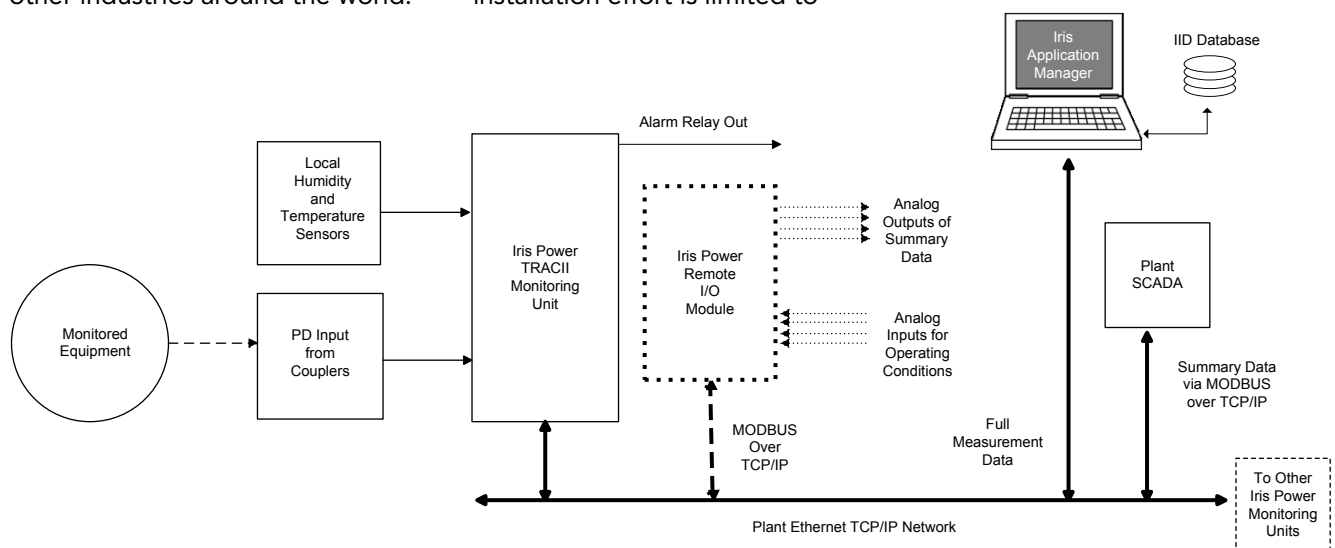 other industries around the world.
installation effort is limited to
Iris
Application
Manager
IID Database
Alarm Relay Out
Local
Humidity
and
Temperature
Sensors
Iris Power
TRACII
Monitoring
Unit
Iris Power
Remote
I/O
Module
Analog
Outputs of
Summary
Data
Plant
SCADA
Monitored
Equipment
PD Input
from
Couplers
Analog
Inputs for
Operating
Conditions
Summary Data
via MODBUS
over TCP/IP
MODBUS
Over
TCP/IP
Full
Measurement
Data
To Other
Iris Power
Monitoring
Units
Plant Ethernet TCP/IP Network